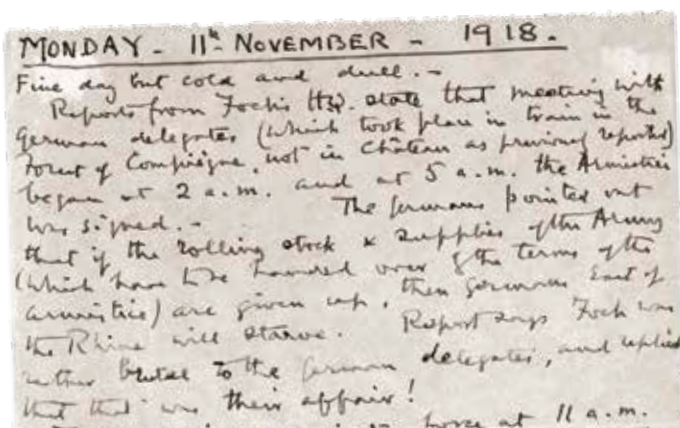 MONDAY - 11th NOVEMBER - 1918.
Fine day but cold and dull. -
Reports from Foch's H.Q. state that meeting with
German delegates (which took place in train in the
Forest of Compiègne, not in Château as previously reported)
began at 2 a.m. and at 5 a.m. the Armistice
was signed. - The Germans pointed out
that if the rolling stock & supplies of the Army
(which have to be handed over by the terms of the
armistice) are given up, then Germans East of
the Rhine will starve. Report says Foch was
rather brutal to the German delegates, and replied
that that was their affair!
at 11 a.m.